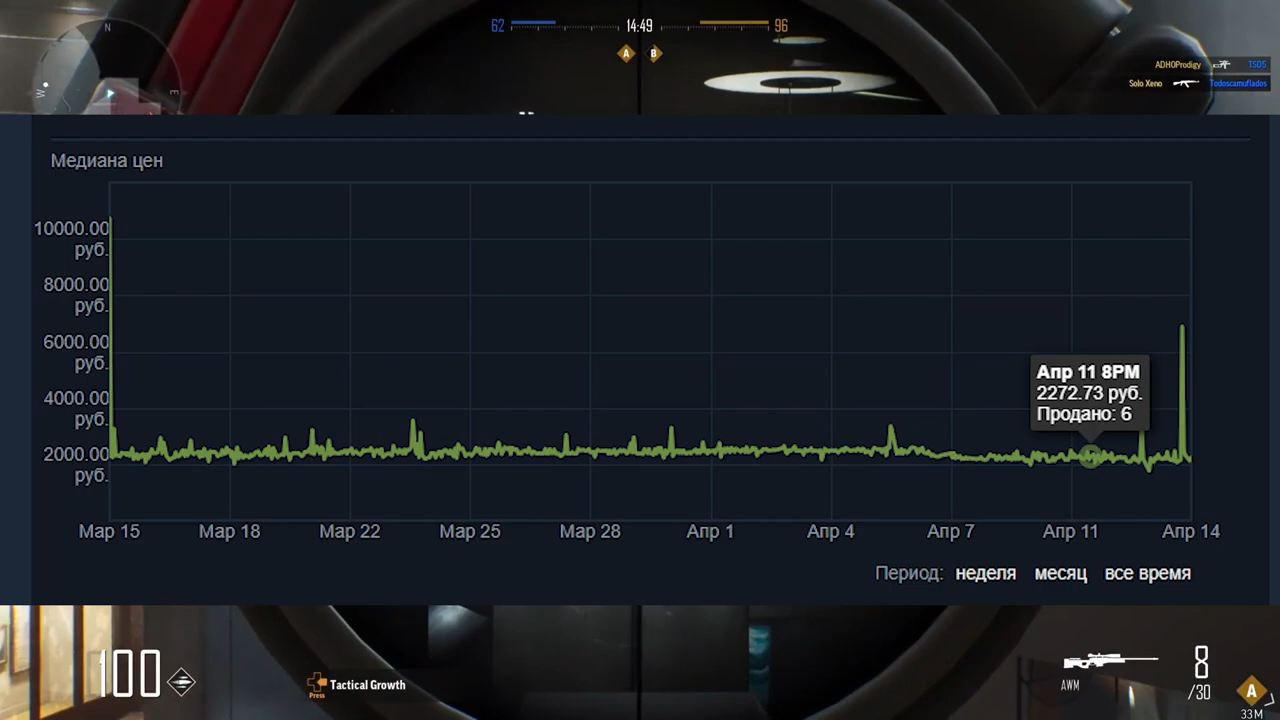 N
62
14:49
96
A
B
W
E
ADHOProdigy
TSDS
Solo Xeno
Todoscamuflados
Медиана цен
10000.00
руб.
8000.00
руб.
6000.00
руб.
4000.00
руб.
2000.00
руб.
Апр 11 8PM
2272.73 руб.
Продано: 6
Мар 15
Мар 18
Мар 22
Мар 25
Мар 28
Апр 1
Апр 4
Апр 7
Апр 11
Апр 14
Период:
неделя
месяц
все время
100
Press
Tactical Growth
AWM
8
/30
A
33M